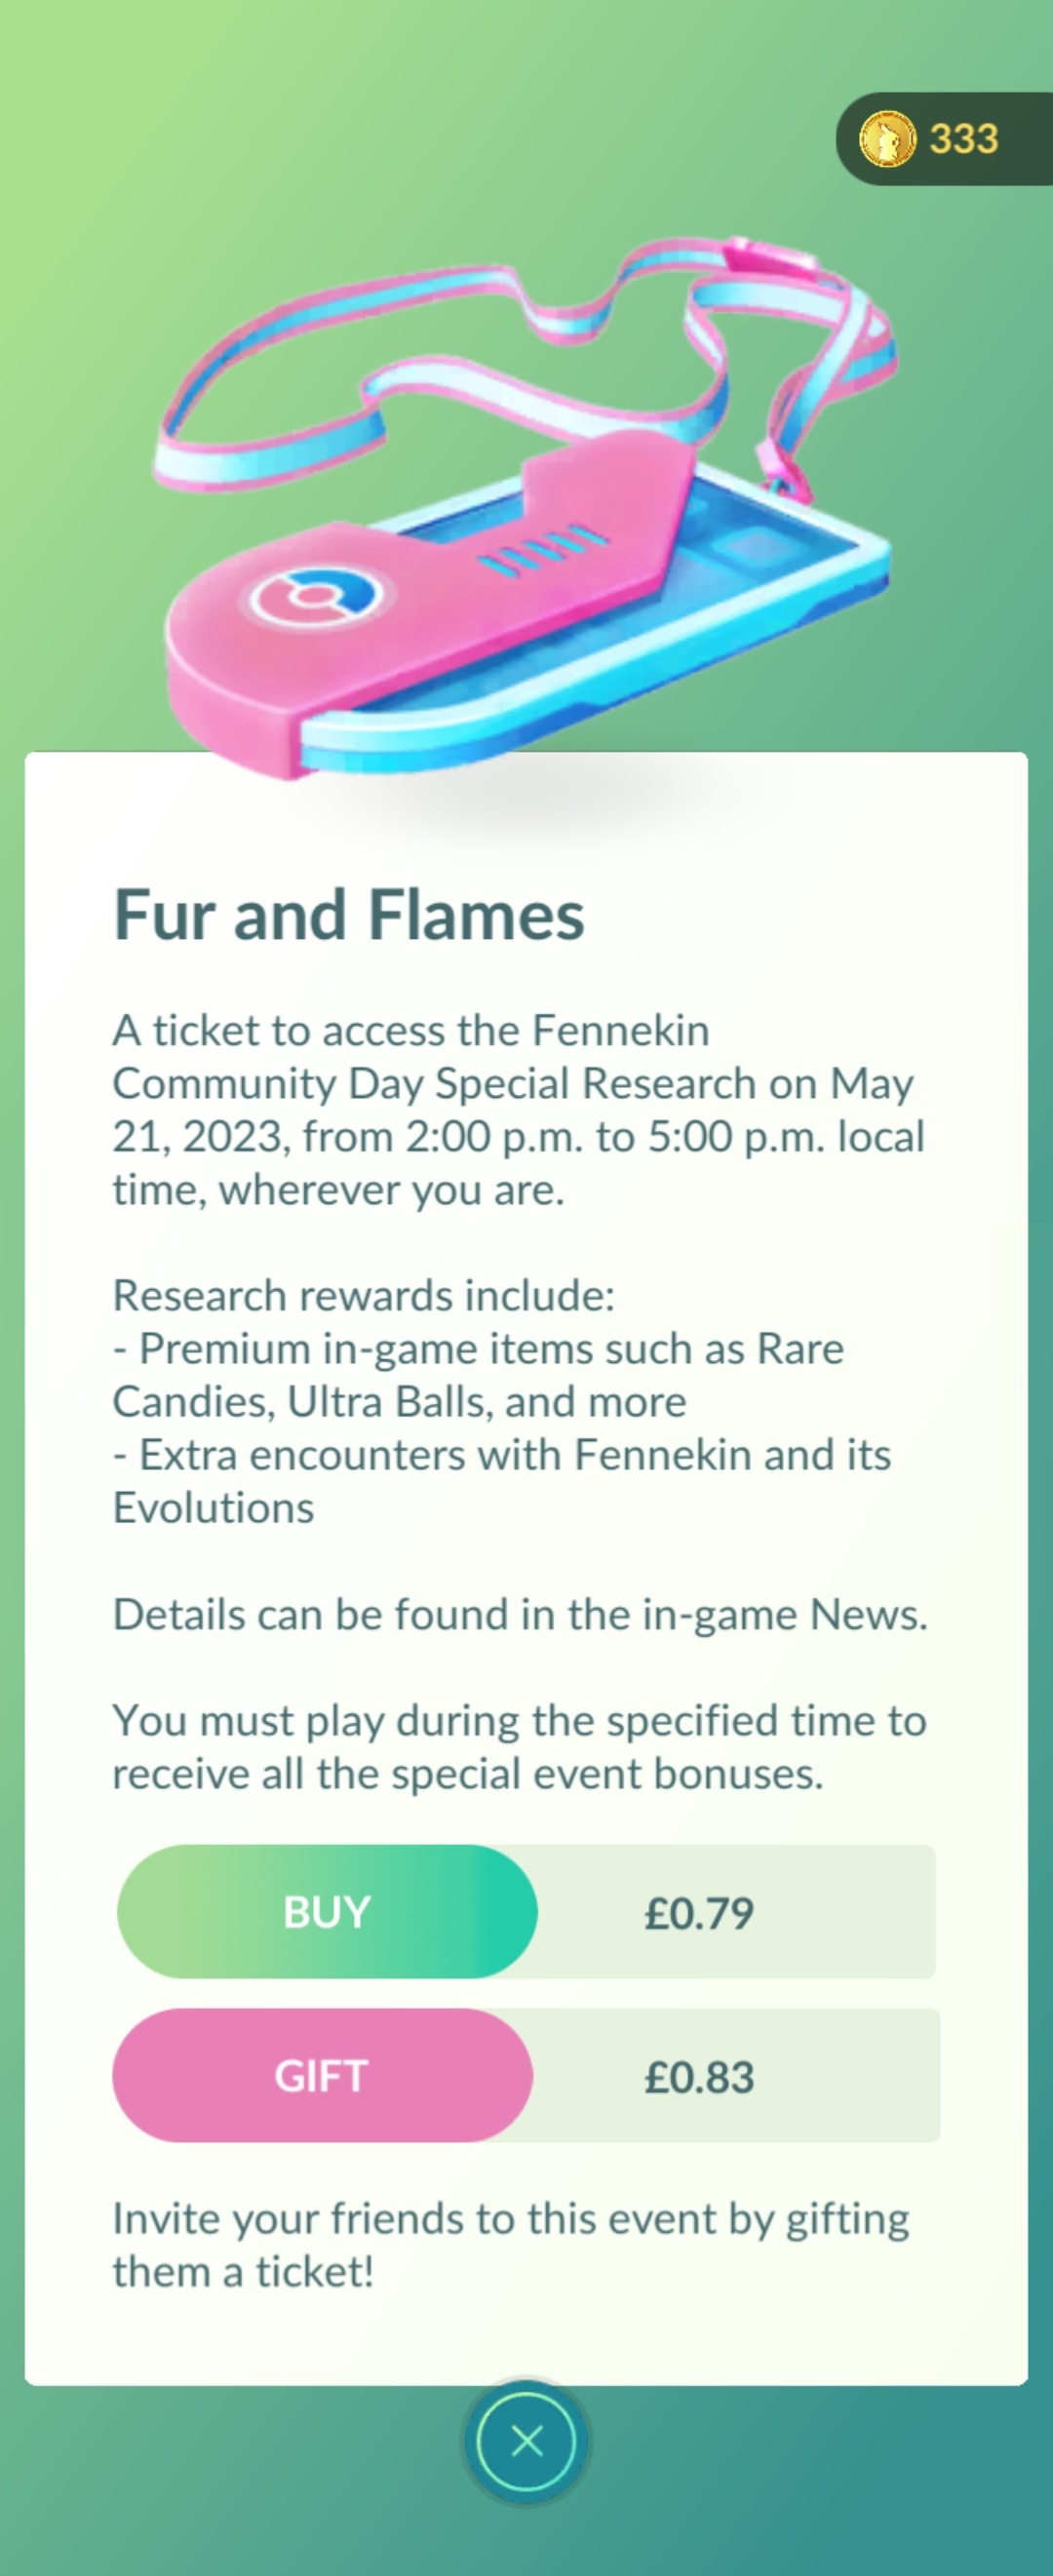 333
Fur and Flames
A ticket to access the Fennekin
Community Day Special Research on May
21, 2023, from 2:00 p.m. to 5:00 p.m. local
time, wherever you are.
Research rewards include:
- Premium in-game items such as Rare
Candies, Ultra Balls, and more
- Extra encounters with Fennekin and its
Evolutions
Details can be found in the in-game News.
You must play during the specified time to
receive all the special event bonuses.
BUY £0.79
GIFT £0.83
Invite your friends to this event by gifting
them a ticket!